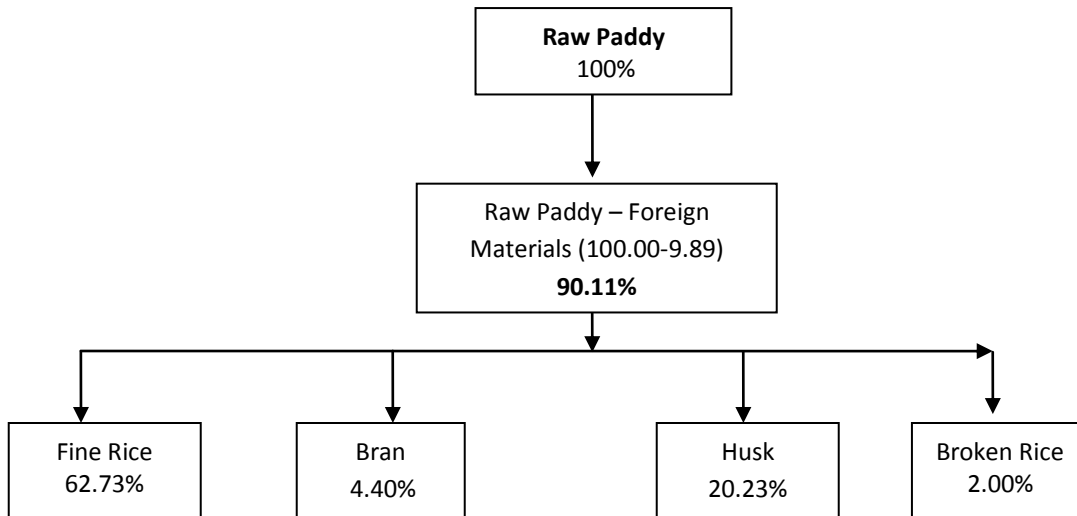 Raw Paddy
100%
Raw Paddy – Foreign
Materials (100.00-9.89)
90.11%
Fine Rice
62.73%
Bran
4.40%
Husk
20.23%
Broken Rice
2.00%